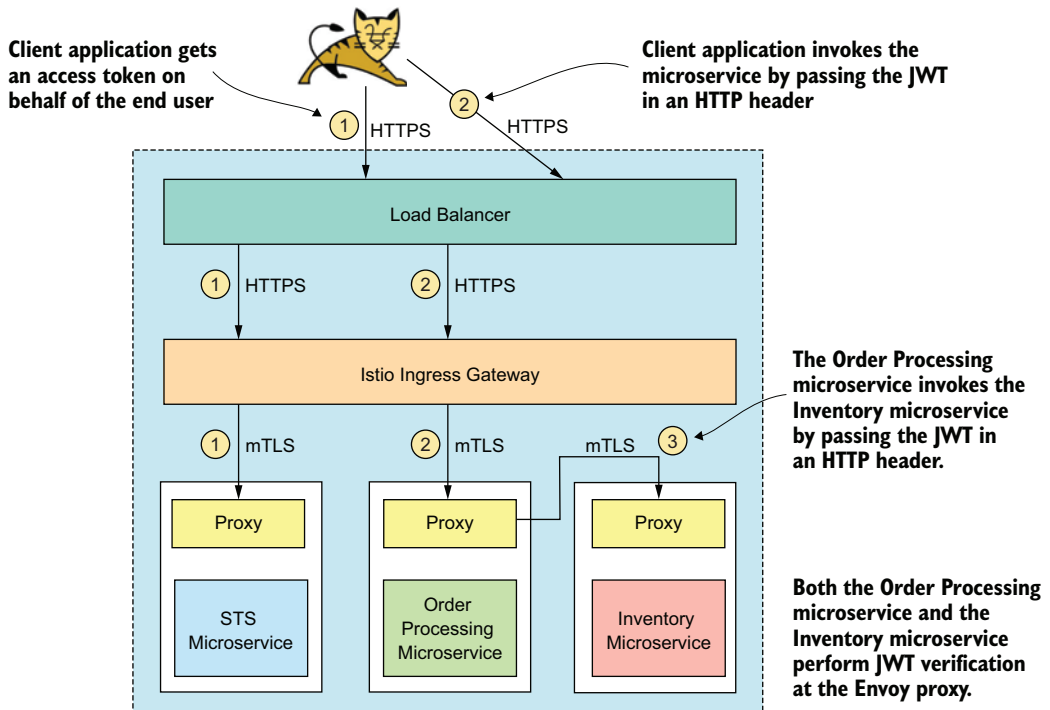 Client application gets
an access token on
behalf of the end user
Client application invokes the
microservice by passing the JWT
in an HTTP header
1
HTTPS
2
HTTPS
Load Balancer
1
HTTPS
2
HTTPS
Istio Ingress Gateway
The Order Processing
microservice invokes the
Inventory microservice
by passing the JWT in
an HTTP header.
1
mTLS
2
mTLS
mTLS
3
Proxy
Proxy
Proxy
STS
Microservice
Order
Processing
Microservice
Inventory
Microservice
Both the Order Processing
microservice and the
Inventory microservice
perform JWT verification
at the Envoy proxy.